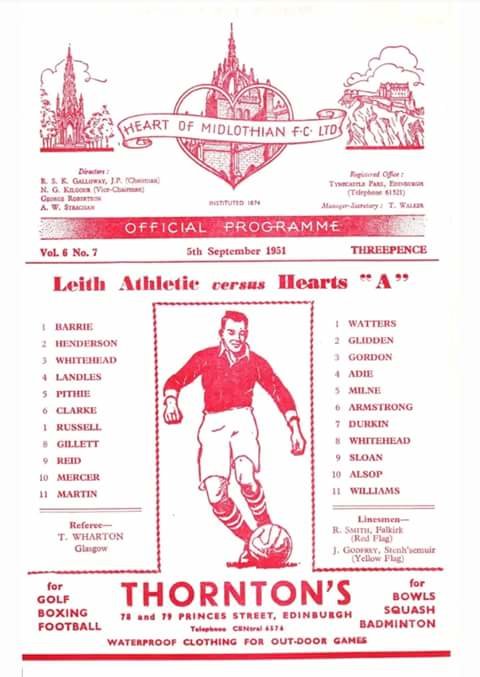 HEART OF MIDLOTHIAN F.C. LTD
Directors :
R. S. K. GALLOWAY, J.P. (Chairman)
N. G. KILGOUR (Vice-Chairman)
GEORGE ROBERTSON
A. W. STRACHAN
INSTITUTED 1874
Registered Office :
TYNECASTLE PARK, EDINBURGH
(Telephone 61521)
Manager-Secretary : T. WALKER
OFFICIAL PROGRAMME
Vol. 6 No. 7 5th September 1951 THREEPENCE
Leith Athletic versus Hearts "A"
1 BARRIE
2 HENDERSON
3 WHITEHEAD
4 LANDLES
5 PITHIE
6 CLARKE
1 RUSSELL
8 GILLETT
9 REID
10 MERCER
11 MARTIN
Referee—
T. WHARTON
Glasgow
1 WATTERS
2 GLIDDEN
3 GORDON
4 ADIE
5 MILNE
6 ARMSTRONG
7 DURKIN
8 WHITEHEAD
9 SLOAN
10 ALSOP
11 WILLIAMS
Linesmen—
R. SMITH, Falkirk
(Red Flag)
J. GODFREY, Stenh'semuir
(Yellow Flag)
for
GOLF
BOXING
FOOTBALL
THORNTON'S
78 and 79 PRINCES STREET, EDINBURGH
Telephone CENtral 6576
WATERPROOF CLOTHING FOR OUT-DOOR GAMES
for
BOWLS
SQUASH
BADMINTON